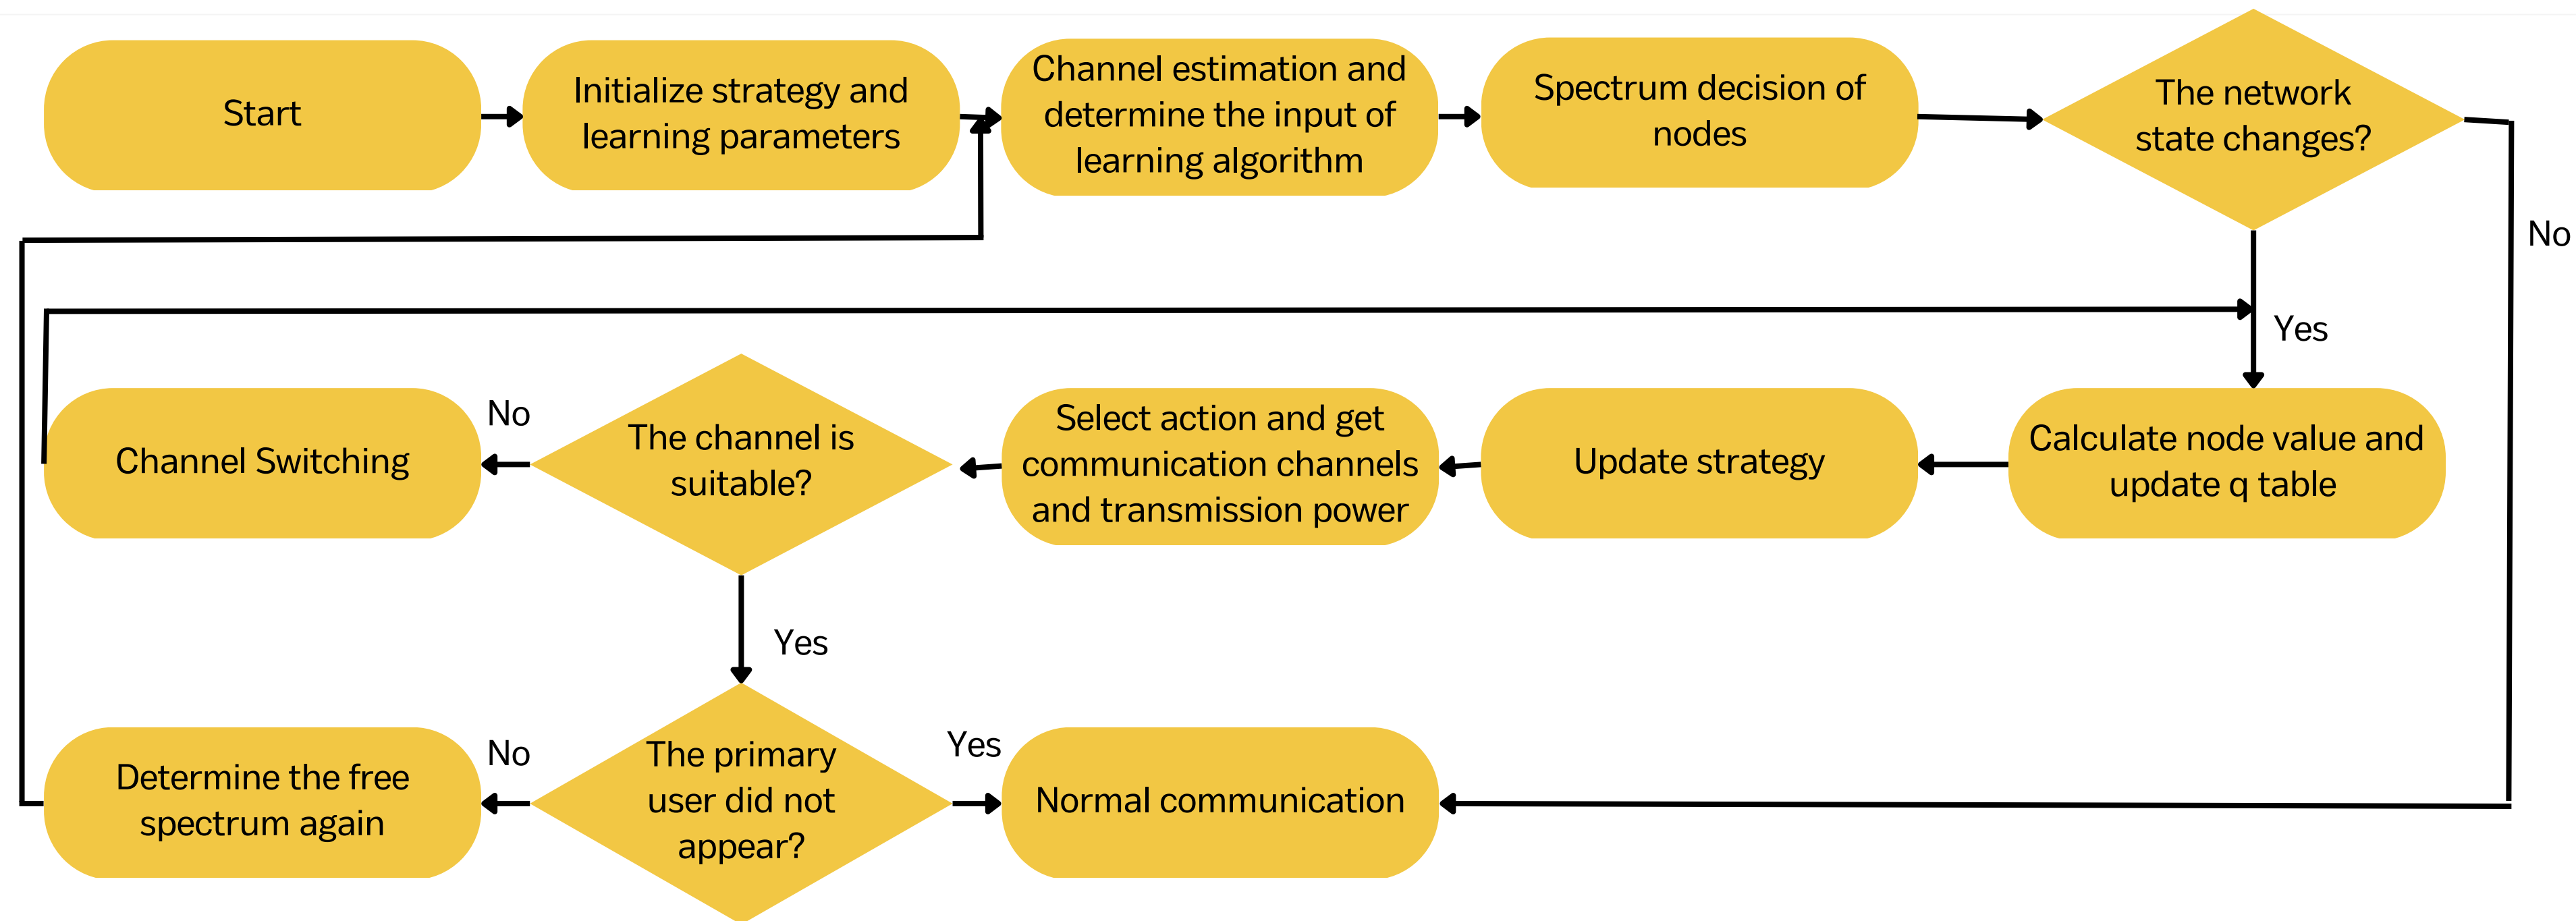 Start
Initialize strategy and
learning parameters
Channel estimation and
determine the input of
learning algorithm
Spectrum decision of
nodes
The network
state changes?
No
Yes
Calculate node value and
update q table
Update strategy
Select action and get
communication channels
and transmission power
The channel is
suitable?
No
Channel Switching
Yes
The primary
user did not
appear?
No
Determine the free
spectrum again
Yes
Normal communication